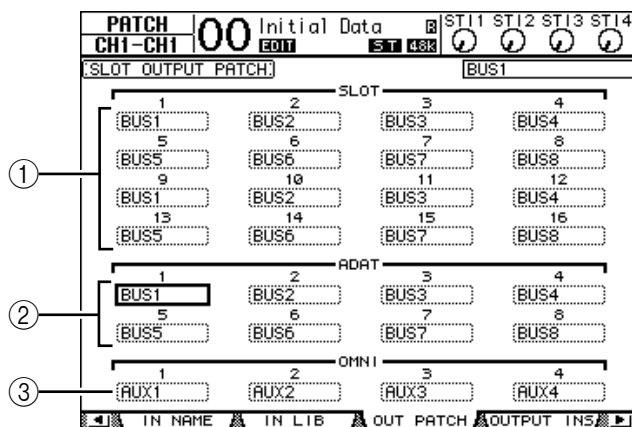 PATCH
CH1-CH1
00 Initial Data R
EDIT ST 48K
STI1 STI2 STI3 STI4
SLOT OUTPUT PATCH BUS1
SLOT
1 2 3 4
BUS1 BUS2 BUS3 BUS4
5 6 7 8
BUS5 BUS6 BUS7 BUS8
9 10 11 12
BUS1 BUS2 BUS3 BUS4
13 14 15 16
BUS5 BUS6 BUS7 BUS8
1
ADAT
1 2 3 4
BUS1 BUS2 BUS3 BUS4
5 6 7 8
BUS5 BUS6 BUS7 BUS8
2
OMNI
1 2 3 4
AUX1 AUX2 AUX3 AUX4
3
IN NAME IN LIB OUT PATCH OUTPUT INS